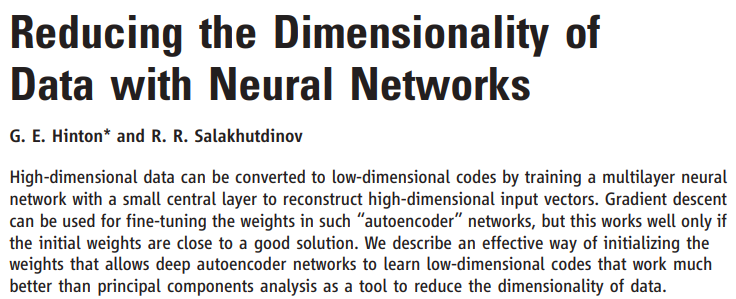 Reducing the Dimensionality of
Data with Neural Networks
G. E. Hinton* and R. R. Salakhutdinov
High-dimensional data can be converted to low-dimensional codes by training a multilayer neural
network with a small central layer to reconstruct high-dimensional input vectors. Gradient descent
can be used for fine-tuning the weights in such “autoencoder” networks, but this works well only if
the initial weights are close to a good solution. We describe an effective way of initializing the
weights that allows deep autoencoder networks to learn low-dimensional codes that work much
better than principal components analysis as a tool to reduce the dimensionality of data.